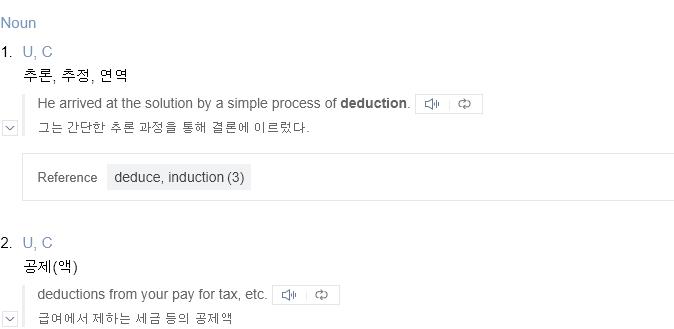 Noun
1. U, C
추론, 추정, 연역
He arrived at the solution by a simple process of deduction.
그는 간단한 추론 과정을 통해 결론에 이르렀다.
Reference deduce, induction (3)
2. U, C
공제(액)
deductions from your pay for tax, etc.
급여에서 제하는 세금 등의 공제액